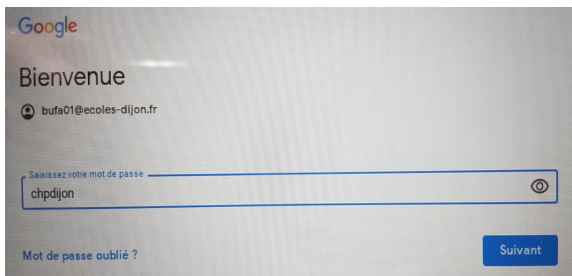 Google
Bienvenue
bufa01@ecoles-dijon.fr
Saisissez votre mot de passe
chpdijon
Mot de passe oublié ?
Suivant